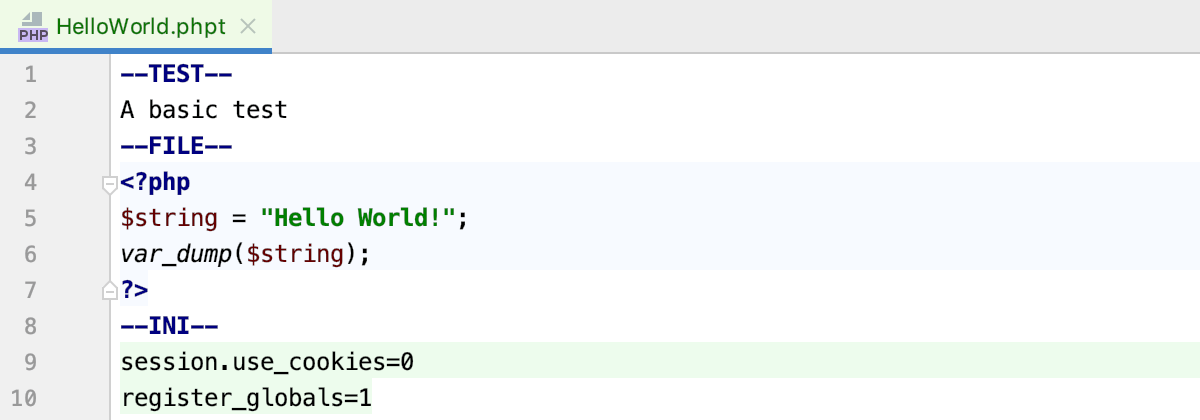 PHP HelloWorld.phpt
1 --TEST--
2 A basic test
3 --FILE--
4 <?php
5 $string = "Hello World!";
6 var_dump($string);
7 ?>
8 --INI--
9 session.use_cookies=0
10 register_globals=1